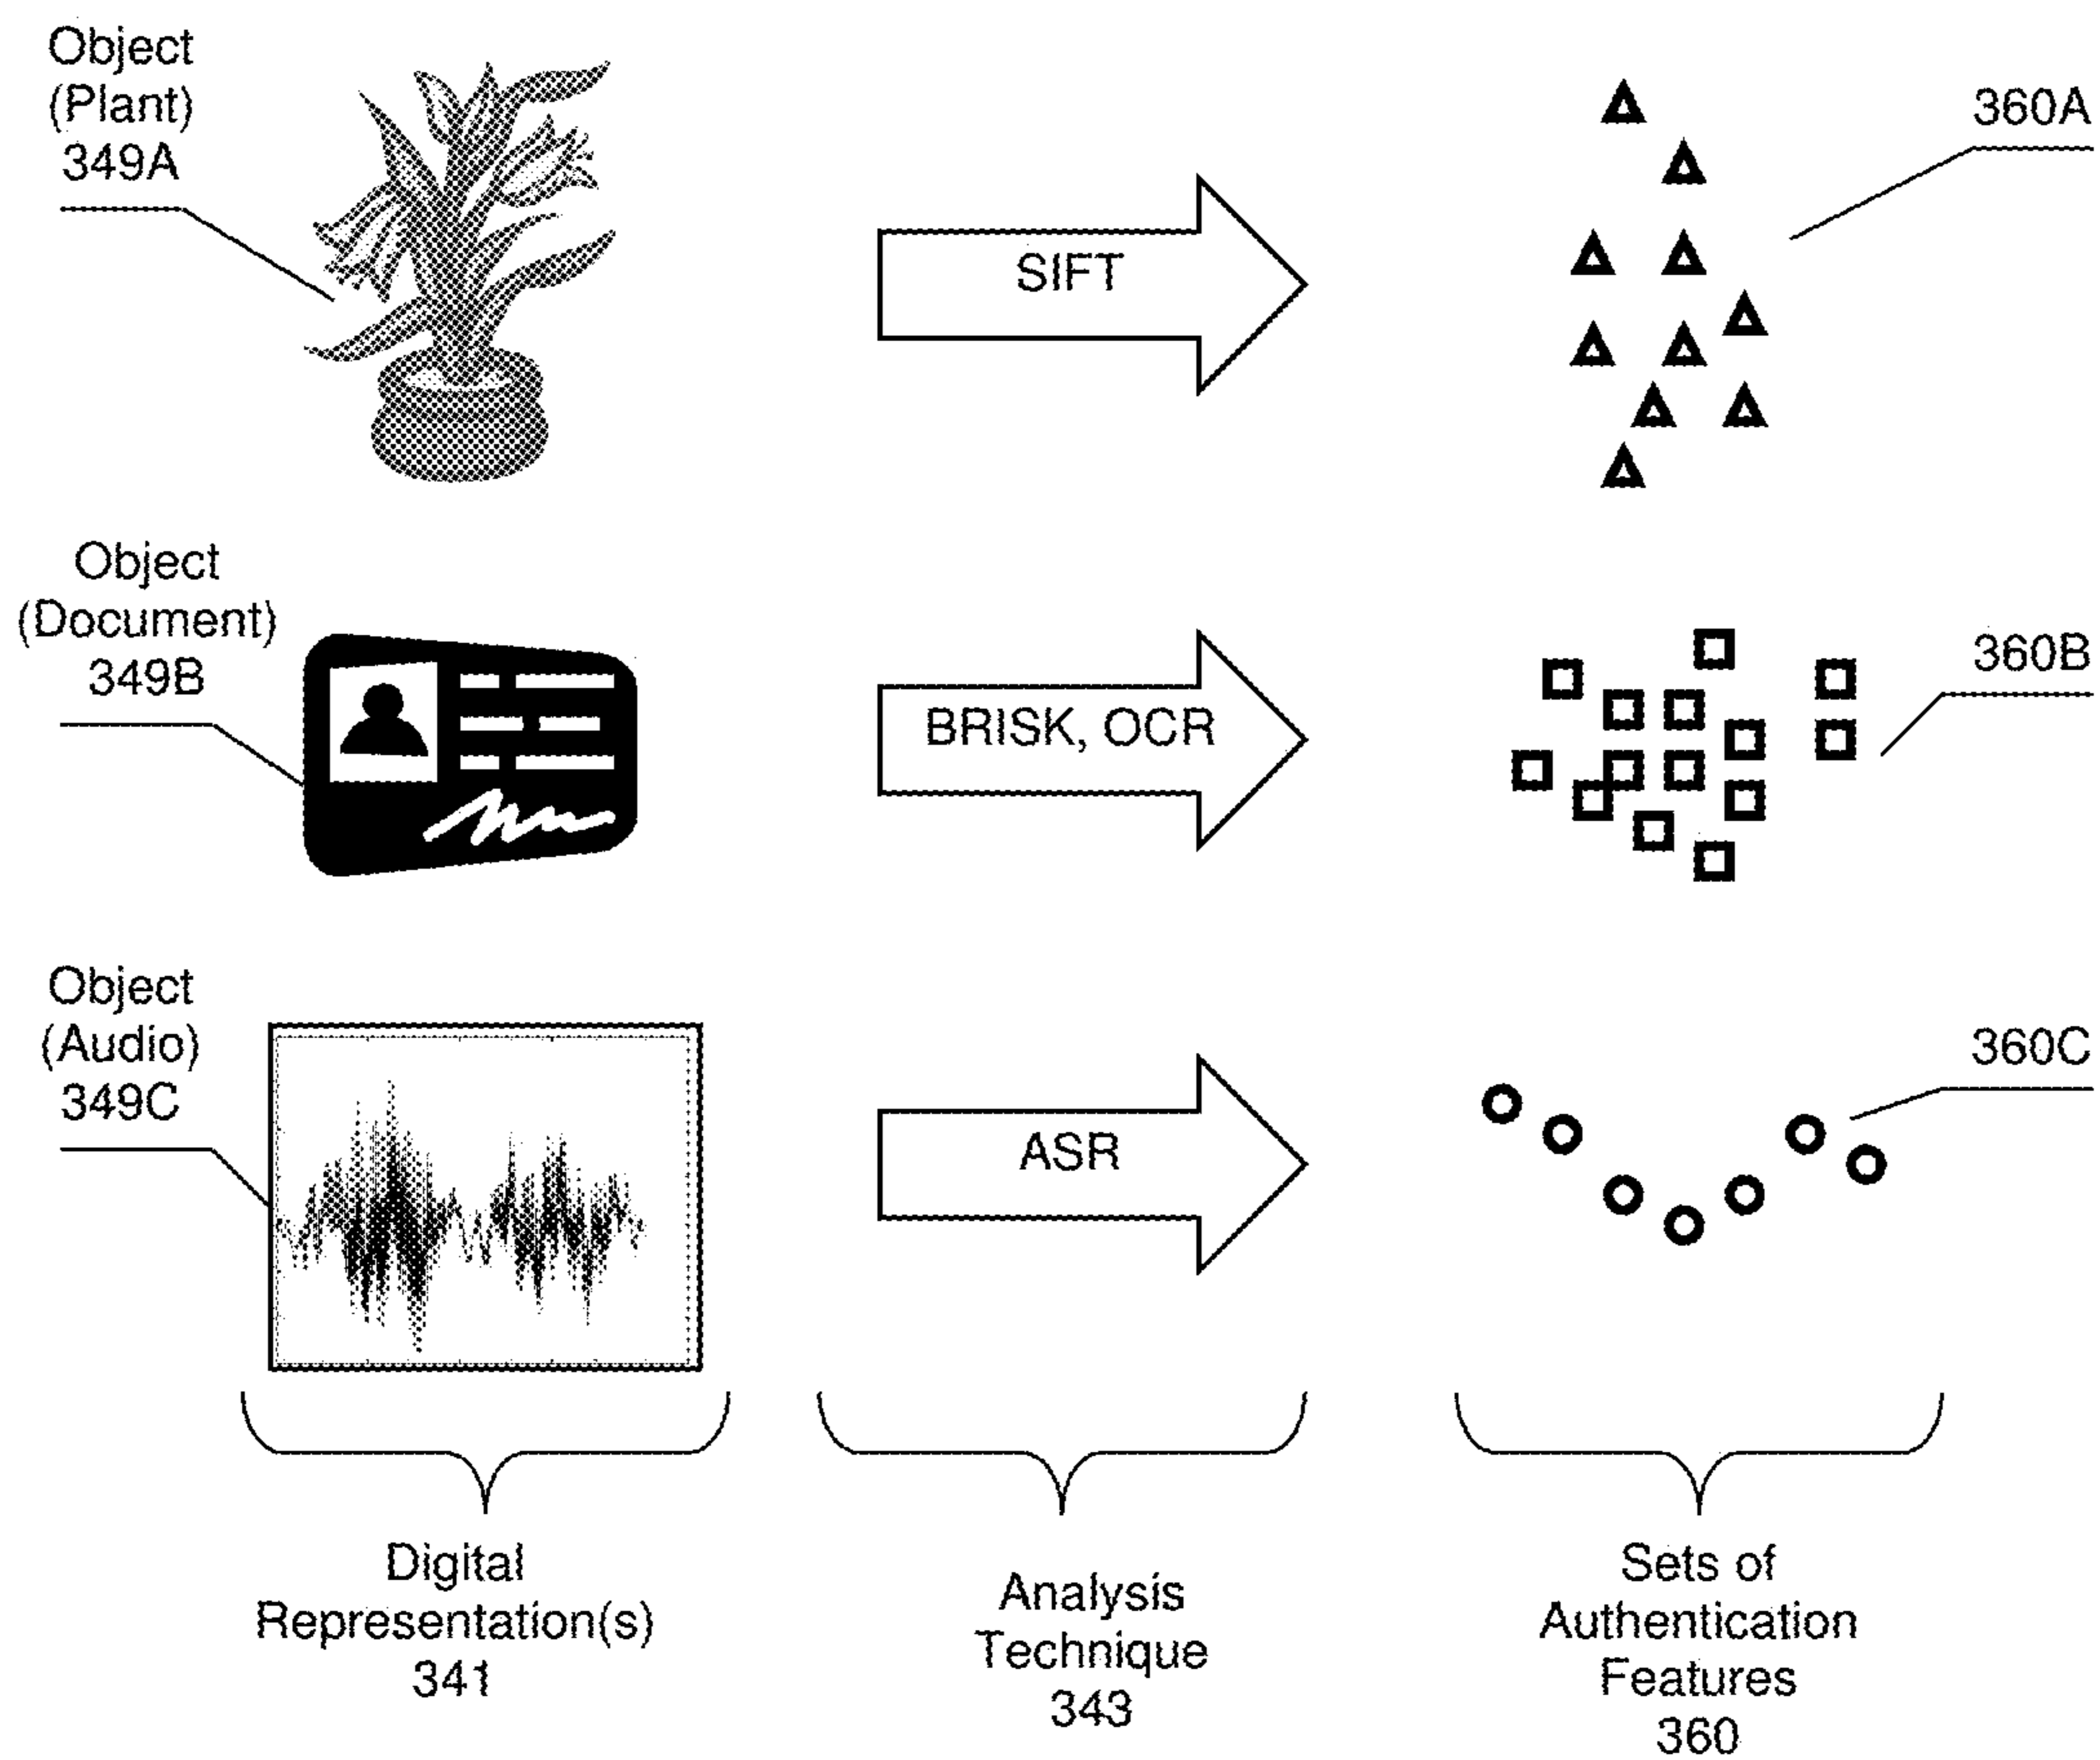 Object
(Plant)
349A
SIFT
360A
Object
(Document)
349B
BRISK, OCR
360B
Object
(Audio)
349C
ASR
360C
Digital
Representation(s)
341
Analysis
Technique
343
Sets of
Authentication
Features
360